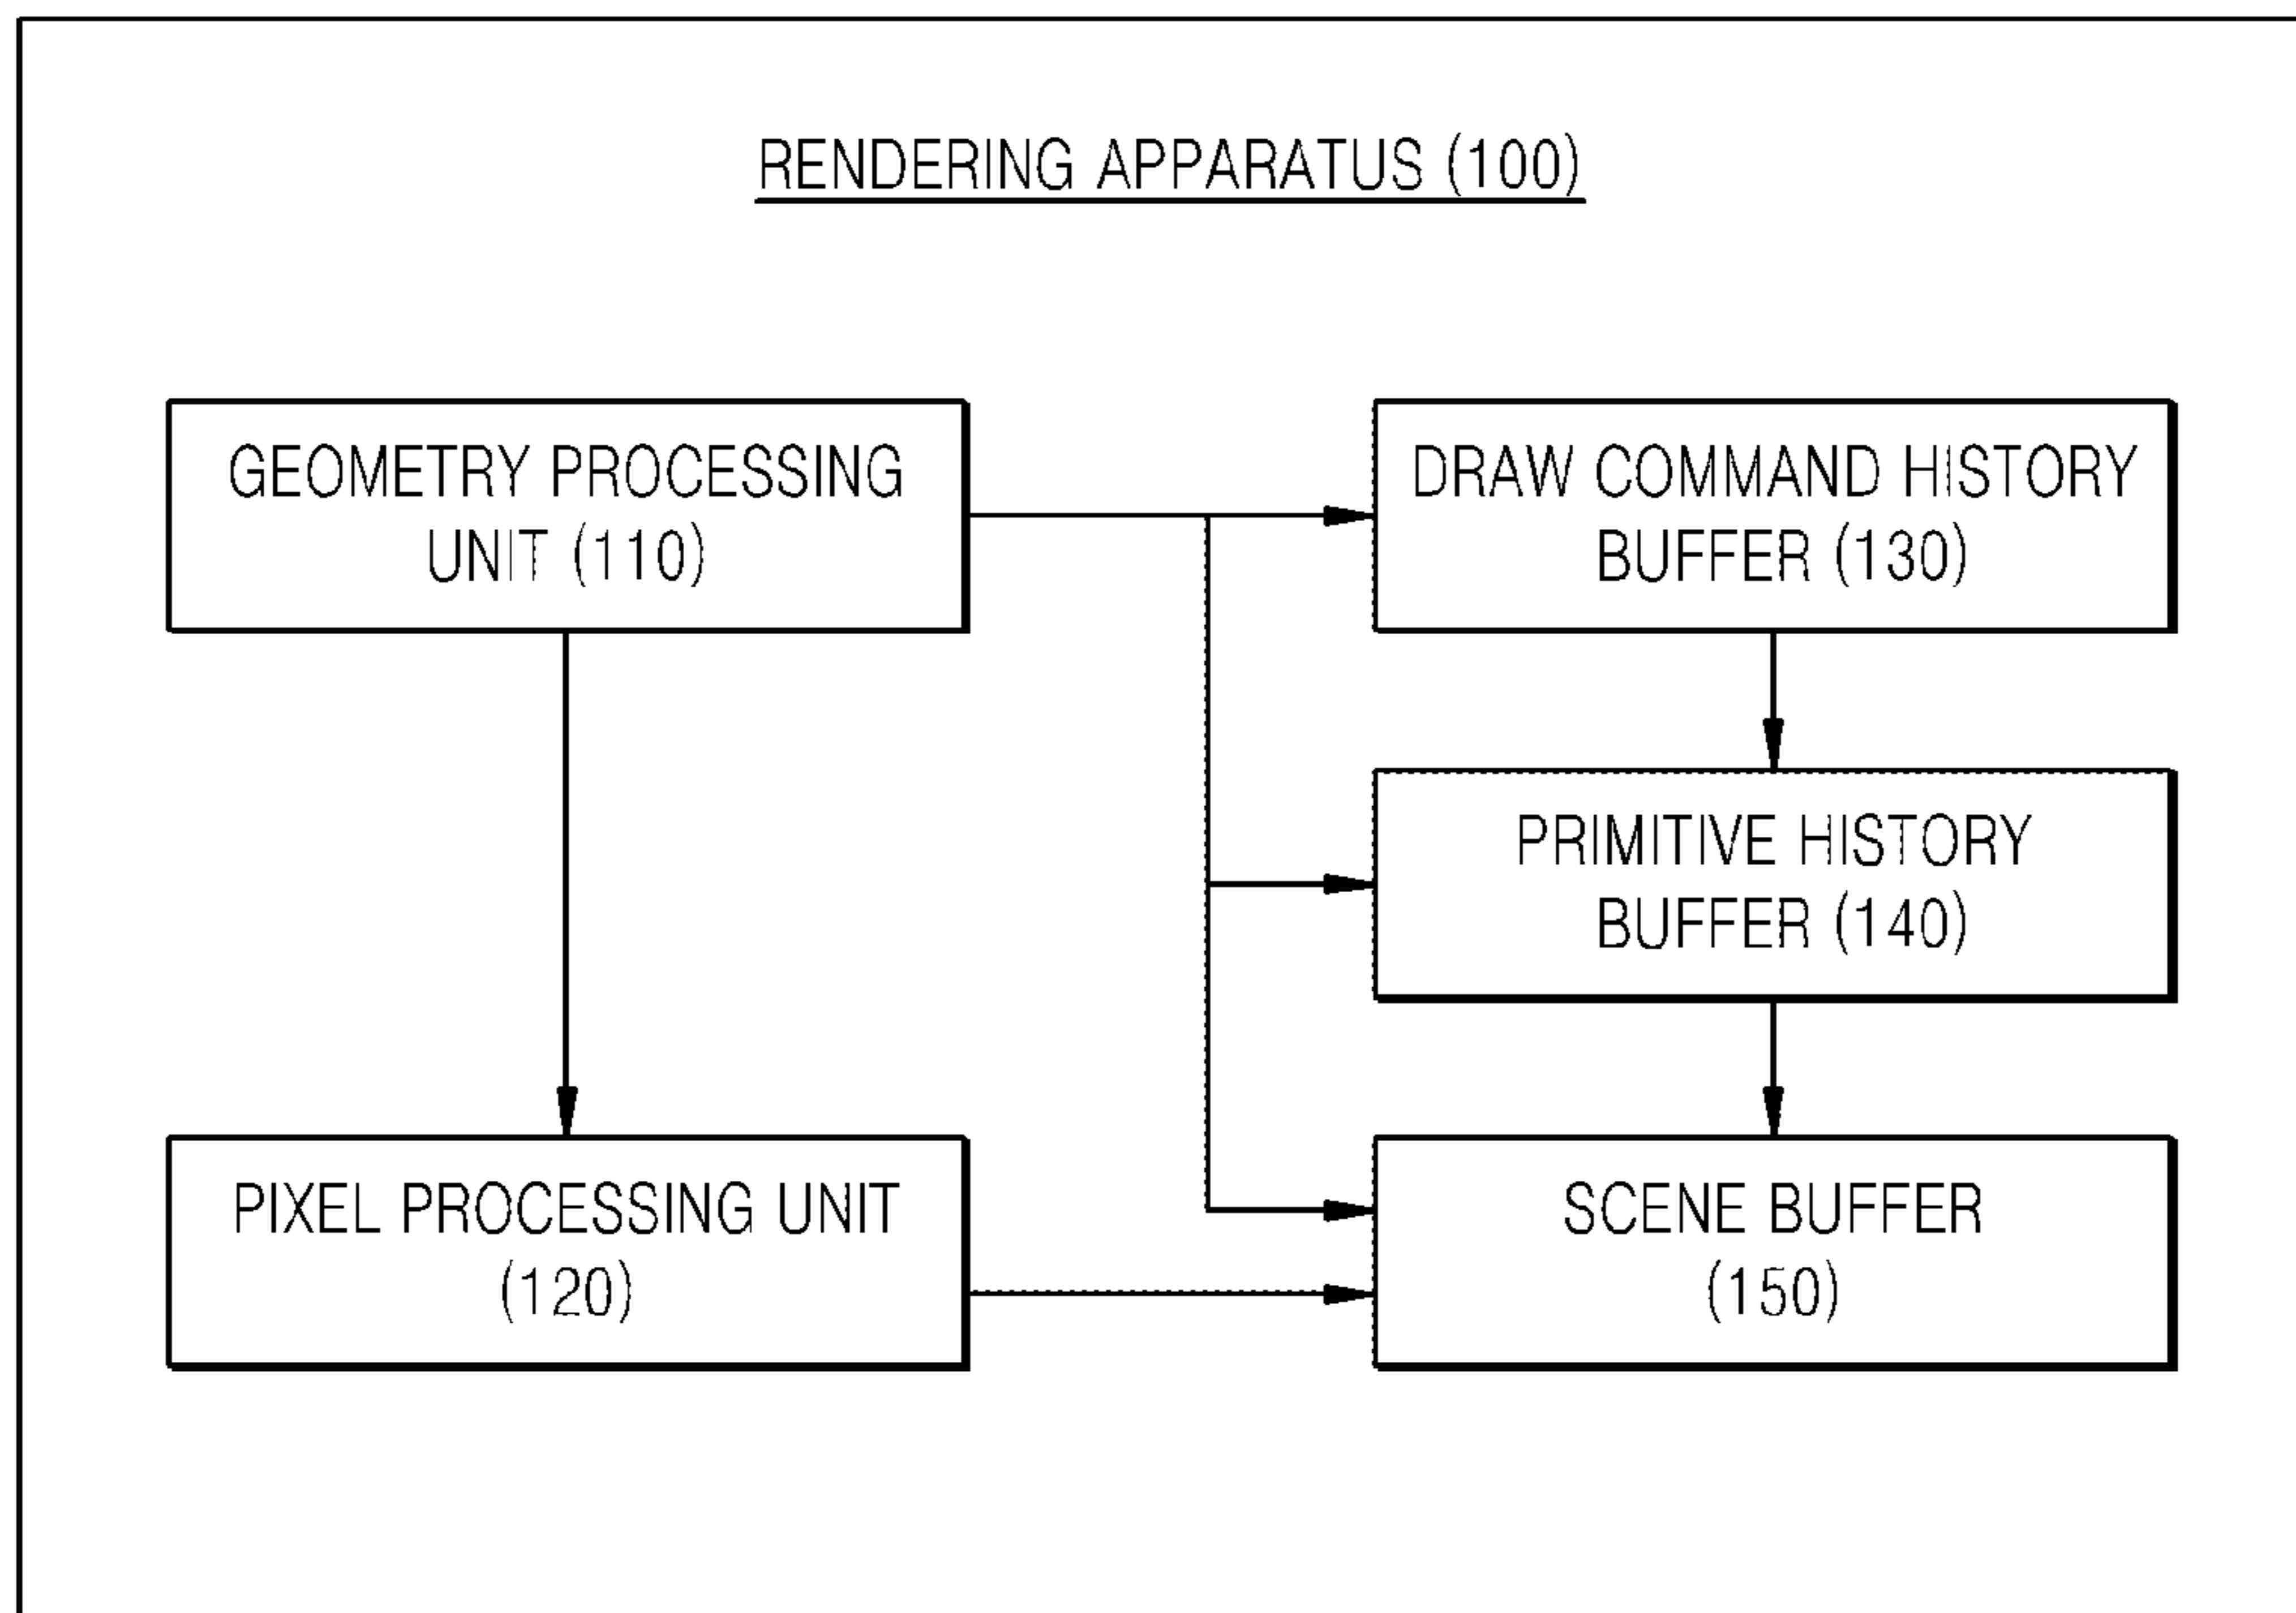 RENDERING APPARATUS (100)
GEOMETRY PROCESSING
UNIT (110)
DRAW COMMAND HISTORY
BUFFER (130)
PRIMITIVE HISTORY
BUFFER (140)
PIXEL PROCESSING UNIT
(120)
SCENE BUFFER
(150)